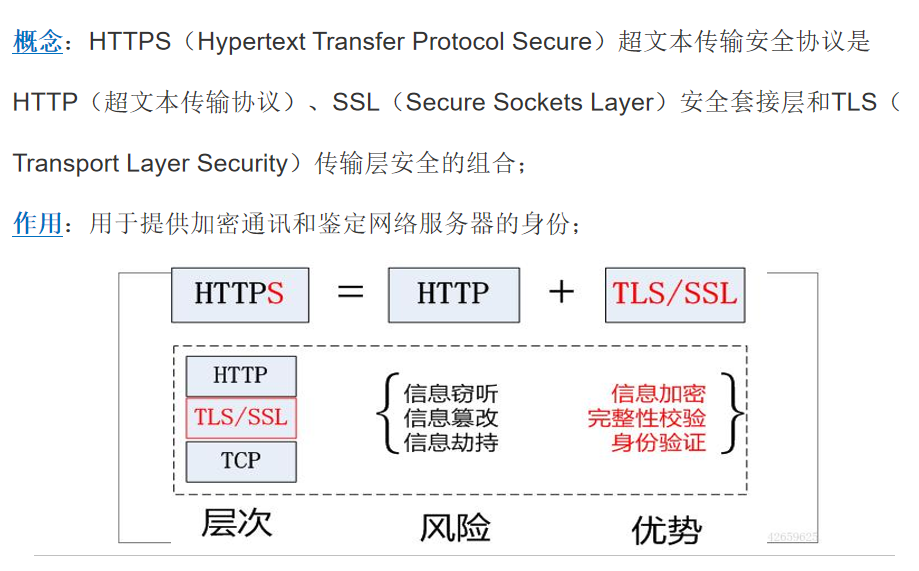 概念：HTTPS（Hypertext Transfer Protocol Secure）超文本传输安全协议是
HTTP（超文本传输协议）、SSL（Secure Sockets Layer）安全套接层和TLS（
Transport Layer Security）传输层安全的组合；
作用：用于提供加密通讯和鉴定网络服务器的身份；
HTTPS = HTTP + TLS/SSL
HTTP
TLS/SSL
TCP
信息窃听
信息篡改
信息劫持
信息加密
完整性校验
身份验证
层次
风险
优势